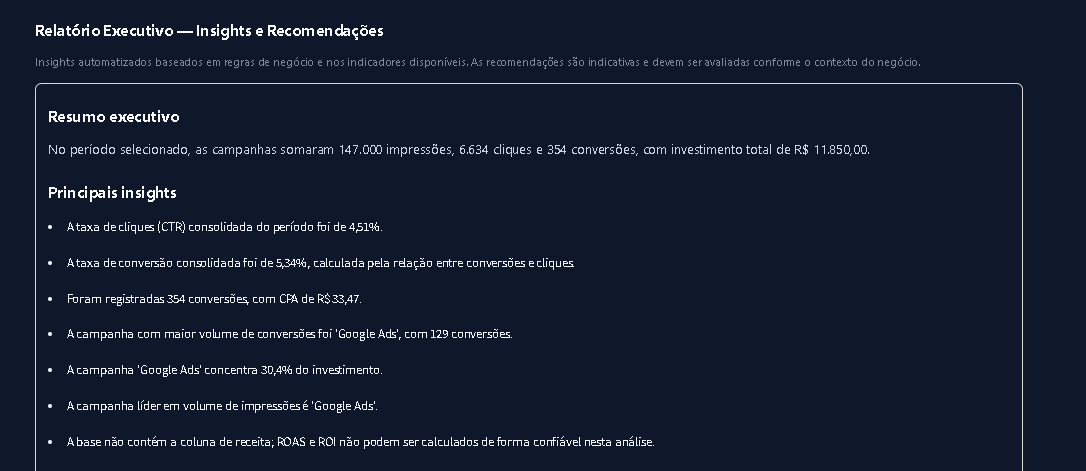 Relatório Executivo — Insights e Recomendações
Insights automatizados baseados em regras de negócio e nos indicadores disponíveis. As recomendações são indicativas e devem ser avaliadas conforme o contexto do negócio.
Resumo executivo
No período selecionado, as campanhas somaram 147.000 impressões, 6.634 cliques e 354 conversões, com investimento total de R$ 11.850,00.
Principais insights
• A taxa de cliques (CTR) consolidada do período foi de 4,51%.
• A taxa de conversão consolidada foi de 5,34%, calculada pela relação entre conversões e cliques.
• Foram registradas 354 conversões, com CPA de R$ 33,47.
• A campanha com maior volume de conversões foi 'Google Ads', com 129 conversões.
• A campanha 'Google Ads' concentra 30,4% do investimento.
• A campanha líder em volume de impressões é 'Google Ads'.
• A base não contém a coluna de receita; ROAS e ROI não podem ser calculados de forma confiável nesta análise.